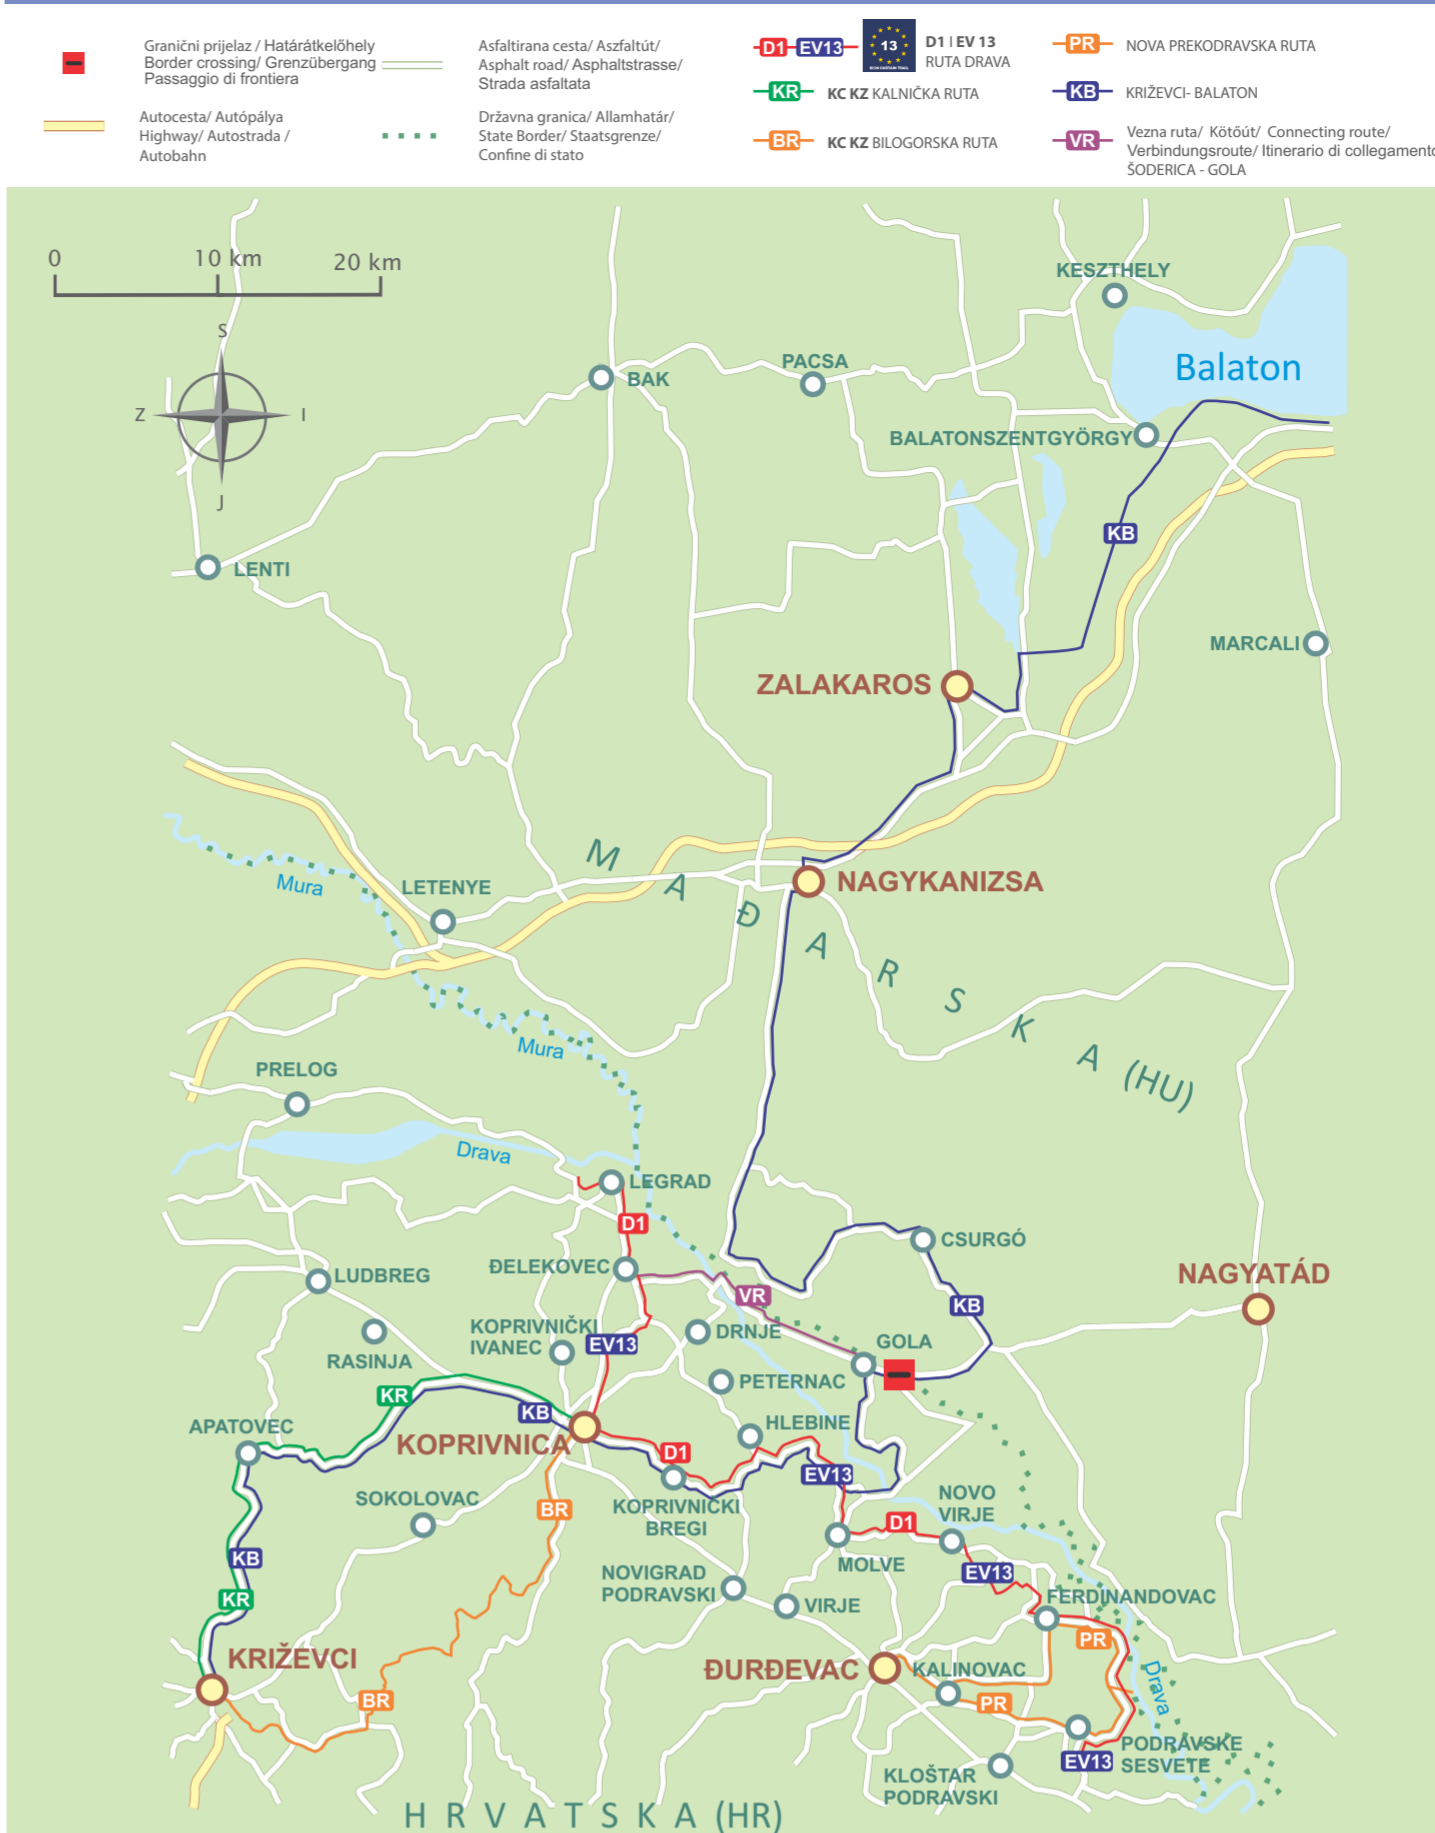 Granični prijelaz / Határátkelőhely
Border crossing/ Grenzübergang
Passaggio di frontiera
Autocesta/ Autópálya
Highway/ Autostrada /
Autobahn
Asfaltirana cesta/ Aszfaltút/
Asphalt road/ Asphaltstrasse/
Strada asfaltata
Državna granica/ Allamhatár/
State Border/ Staatsgrenze/
Confine di stato
D1 EV13
13
D1 I EV 13
RUTA DRAVA
KR KC KZ KALNIČKA RUTA
BR KC KZ BILOGORSKA RUTA
PR NOVA PREKODRAVSKA RUTA
KB KRIŽEVCI- BALATON
VR
Vezna ruta/ Kötőút/ Connecting route/
Verbindungsroute/ Itinerario di collegamento
ŠODERICA - GOLA
0 10 km 20 km
S
Z I
J
KESZTHELY
Balaton
PACSA
BAK
BALATONSZENTGYÖRGY
KB
LENTI
MARCALI
ZALAKAROS
MAĐARSKA (HU)
NAGYKANIZSA
Mura
LETENYE
Mura
PRELOG
Drava
LEGRAD
D1
CSURGÓ
ĐELEKOVEC
LUDBREG
NAGYATÁD
VR
KB
KOPRIVNIČKI
IVANEC
EV13
DRNJE
GOLA
RASINJA
PETERNAC
KR
KB
HLEBINE
APATOVEC
KOPRIVNICA
D1
EV13
SOKOLOVAC
BR
KOPRIVNIČKI
BREGI
NOVO
VIRJE
D1
MOLVE
KB
NOVIGRAD
PODRAVSKI
EV13
KR
VIRJE
FERDINANDOVAC
PR
KRIŽEVCI
ĐURĐEVAC
KALINOVAC
Drava
BR
PR
PODRAVSKE
SESVETE
EV13
KLOŠTAR
PODRAVSKI
HRVATSKA (HR)